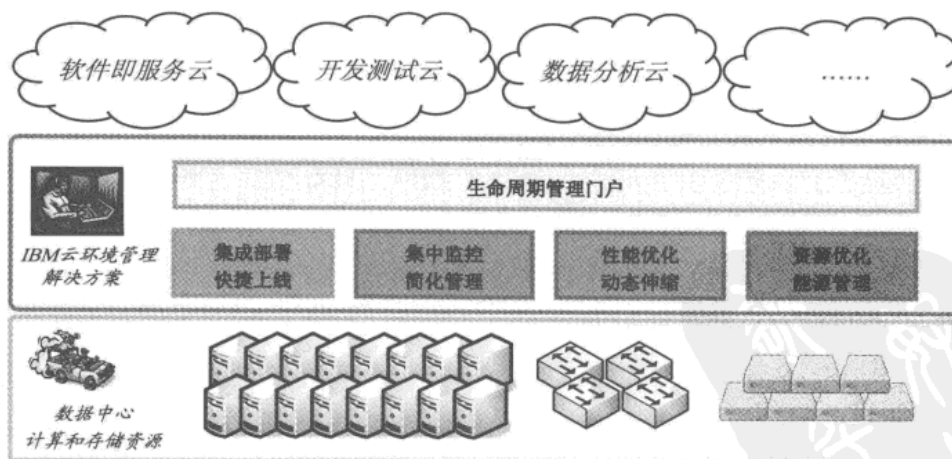 软件即服务云
开发测试云
数据分析云
……
生命周期管理门户
IBM云环境管理
解决方案
集成部署
快捷上线
集中监控
简化管理
性能优化
动态伸缩
资源优化
能源管理
数据中心
计算和存储资源